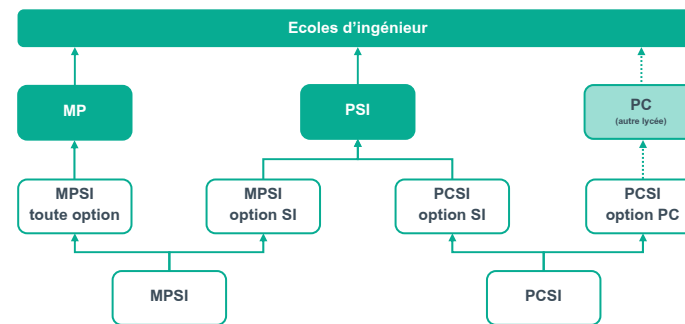 Ecoles d'ingénieur
MP
PSI
PC
(autre lycée)
MPSI
toute option
MPSI
option SI
PCSI
option SI
PCSI
option PC
MPSI
PCSI